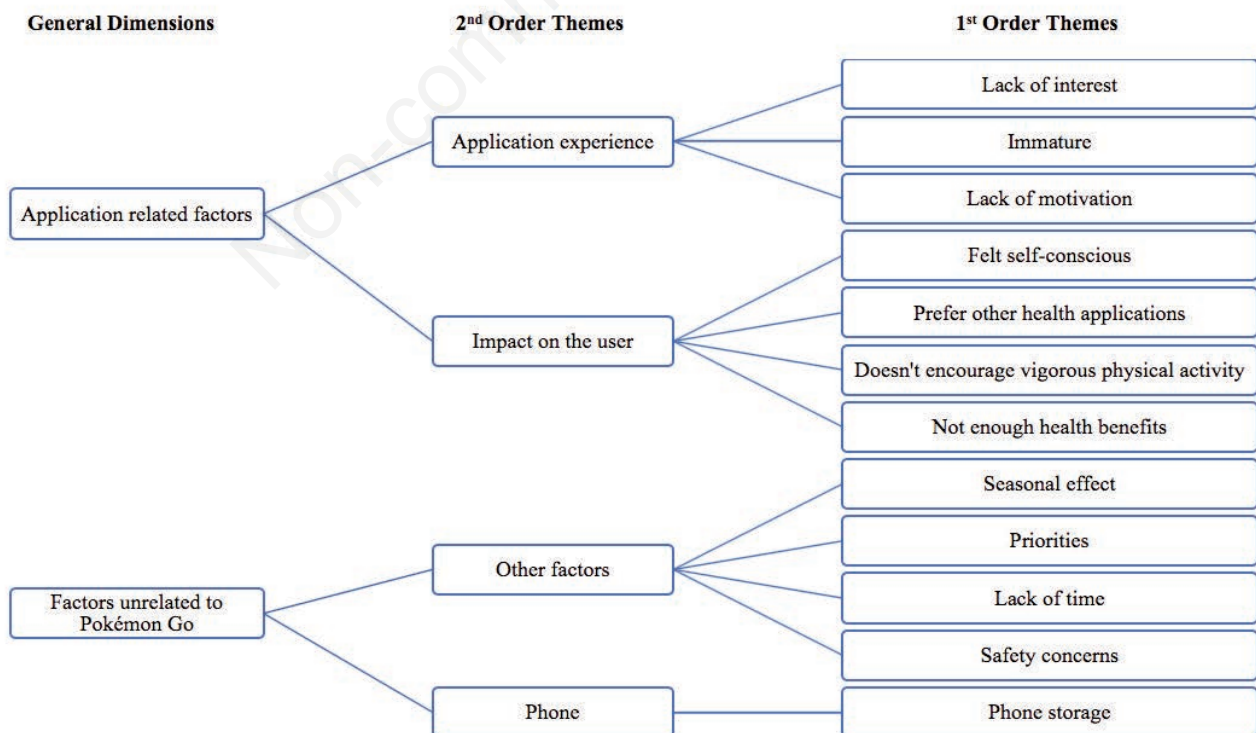 General Dimensions
2nd Order Themes
1st Order Themes
Lack of interest
Application experience
Immature
Lack of motivation
Application related factors
Felt self-conscious
Prefer other health applications
Impact on the user
Doesn't encourage vigorous physical activity
Not enough health benefits
Seasonal effect
Priorities
Other factors
Lack of time
Factors unrelated to
Pokémon Go
Safety concerns
Phone
Phone storage